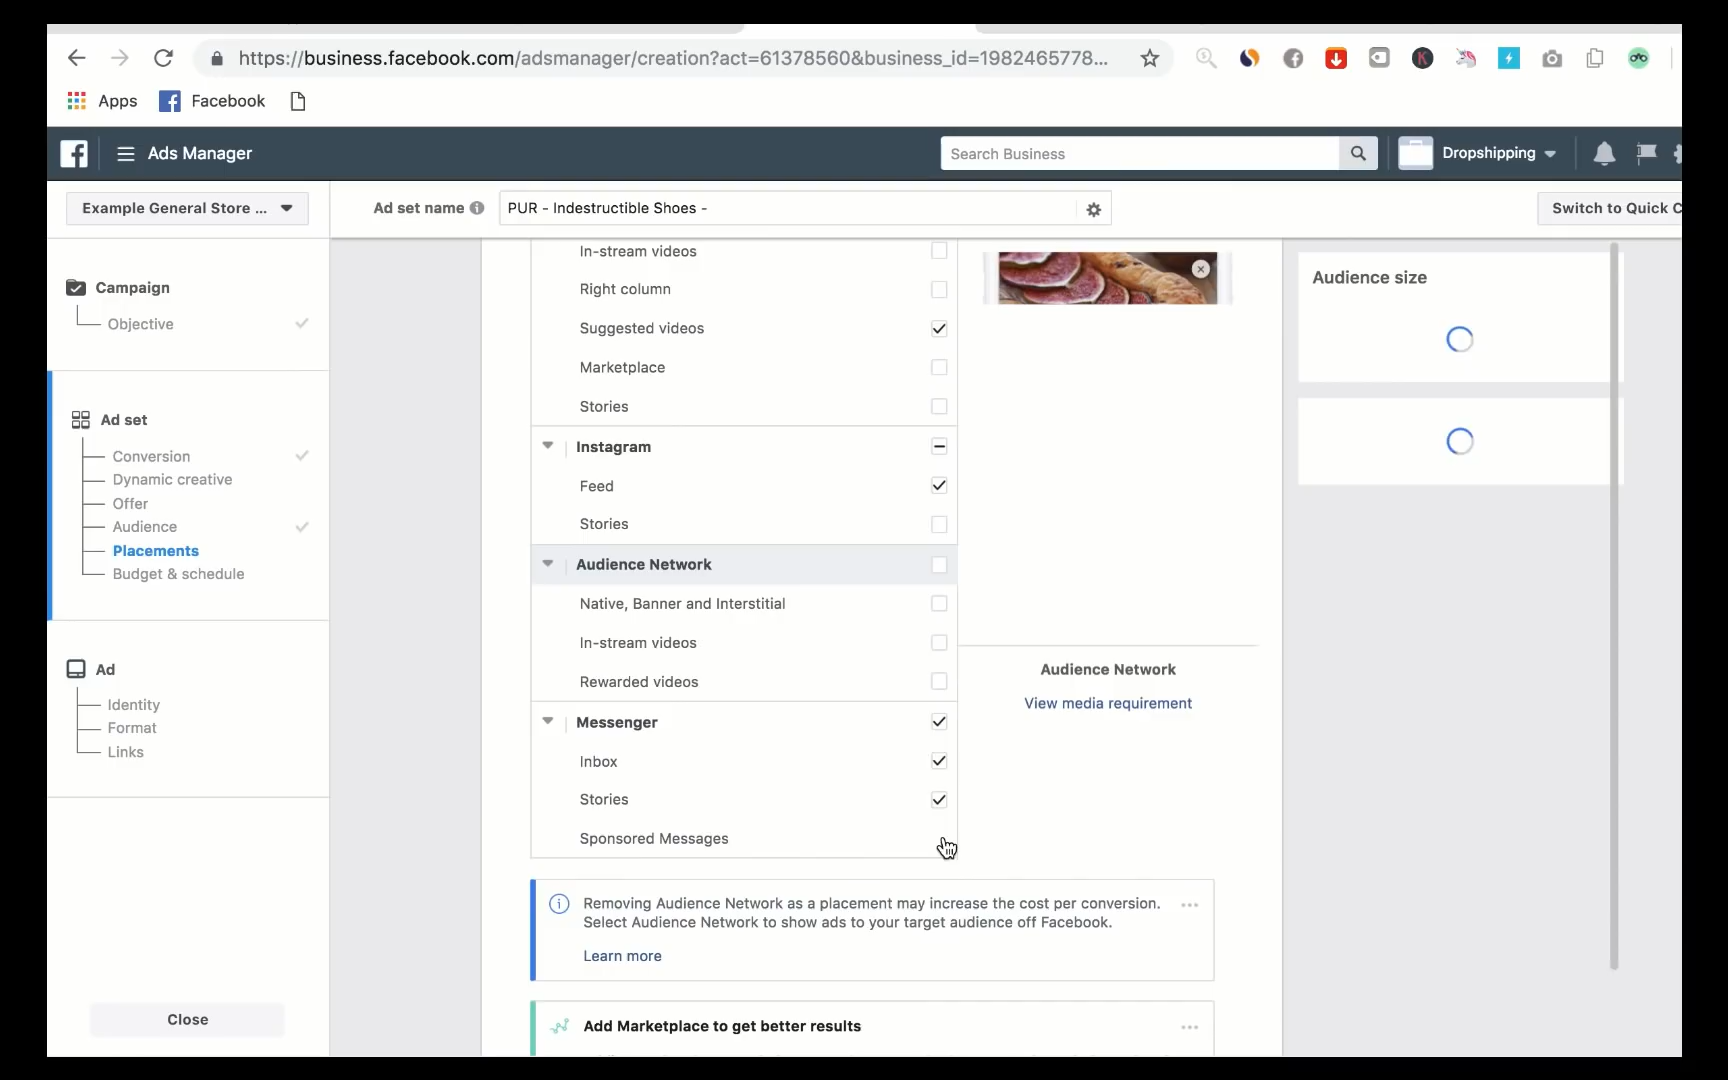 https://business.facebook.com/adsmanager/creation?act=61378560&business_id=1982465778...
Apps
Facebook
Ads Manager
Search Business
Dropshipping
Example General Store ...
Ad set name
PUR - Indestructible Shoes -
Switch to Quick C
Campaign
Objective
Ad set
Conversion
Dynamic creative
Offer
Audience
Placements
Budget & schedule
Ad
Identity
Format
Links
Close
In-stream videos
Right column
Suggested videos
Marketplace
Stories
Instagram
Feed
Stories
Audience Network
Native, Banner and Interstitial
In-stream videos
Rewarded videos
Messenger
Inbox
Stories
Sponsored Messages
Audience Network
View media requirement
Removing Audience Network as a placement may increase the cost per conversion.
Select Audience Network to show ads to your target audience off Facebook.
Learn more
Add Marketplace to get better results
Audience size